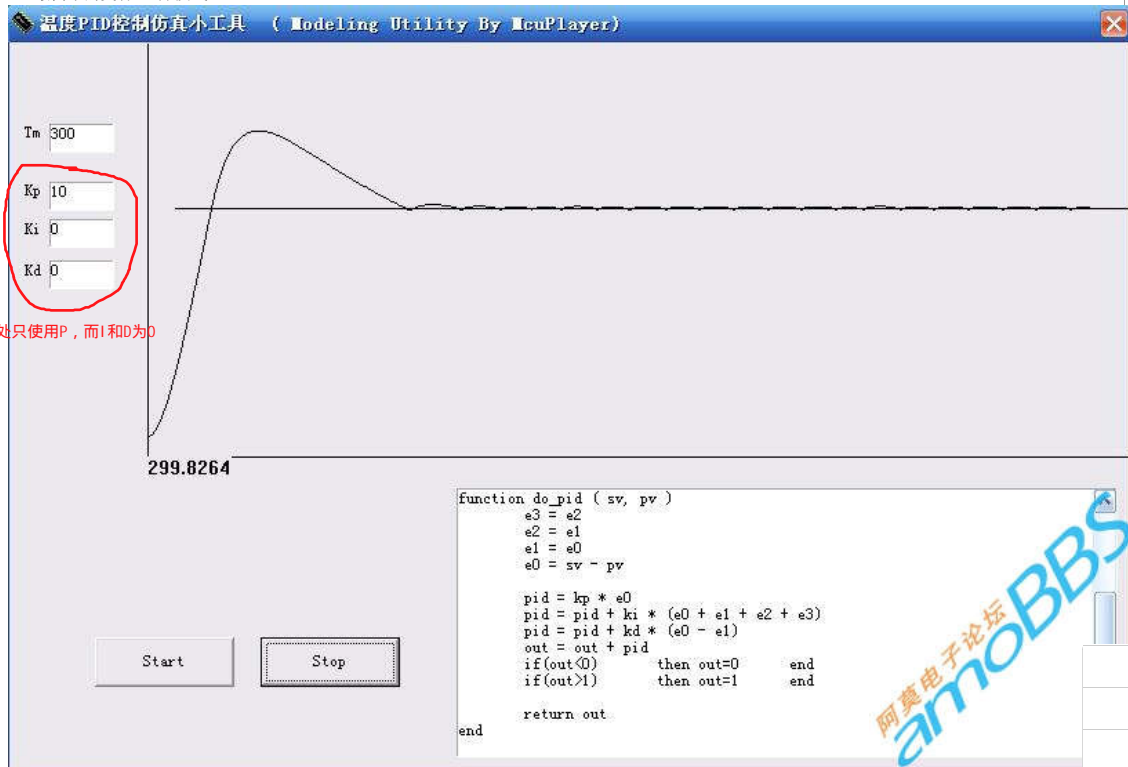 温度PID控制仿真小工具 ( Modeling Utility By McuPlayer)
Tm 300
Kp 10
Ki 0
Kd 0
处只使用P，而I和D为0
299.8264
function do_pid ( sv, pv )
e3 = e2
e2 = e1
e1 = e0
e0 = sv - pv
pid = kp * e0
pid = pid + ki * (e0 + e1 + e2 + e3)
pid = pid + kd * (e0 - e1)
out = out + pid
if(out<0) then out=0 end
if(out>1) then out=1 end
return out
end
Start
Stop
阿莫电子论坛
amoBBS